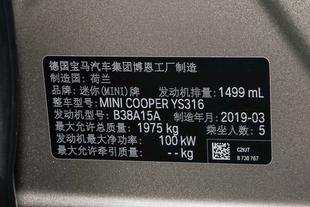 德国宝马汽车集团博恩工厂制造
制造国：荷兰
品牌：迷你(MINI)牌 发动机排量：1499 mL
整车型号：MINI COOPER YS316
发动机型号：B38A15A 制造年月：2019-03
最大允许总质量：1975 kg 乘坐人数：5
发动机最大净功率：100 kW
最大允许牵引质量：--kg
C2U7
8 738 767